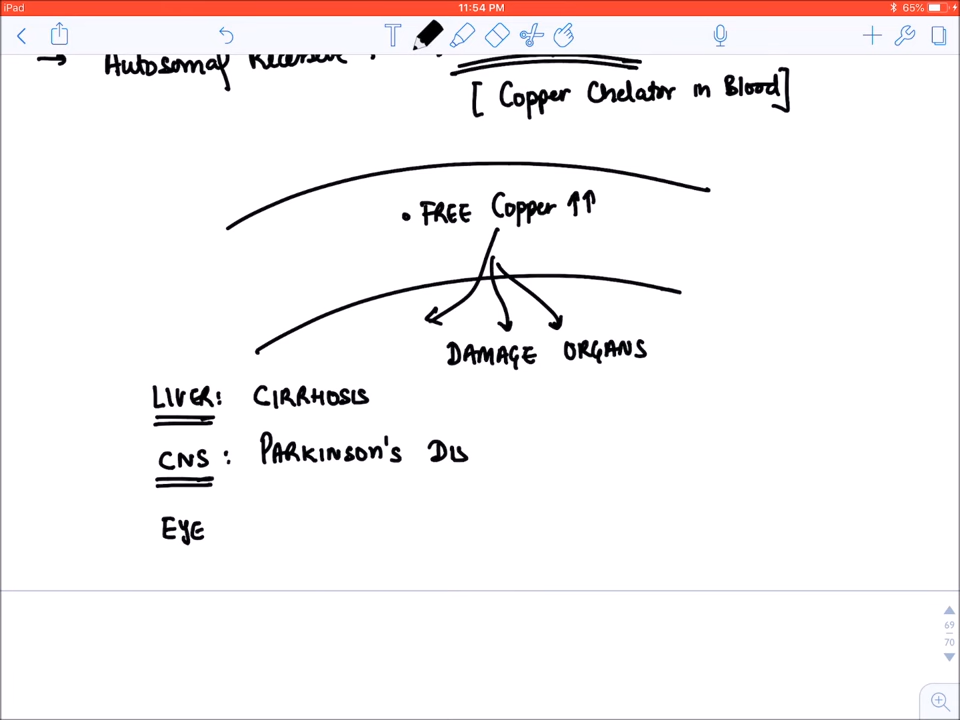 iPad 11:54 PM 65%
T
→ Autosomal Recessive :
[ Copper Chelator in Blood ]
• FREE Copper ↑↑
DAMAGE ORGANS
LIVER: CIRRHOSIS
CNS: PARKINSON'S DIS
EYE
69
70